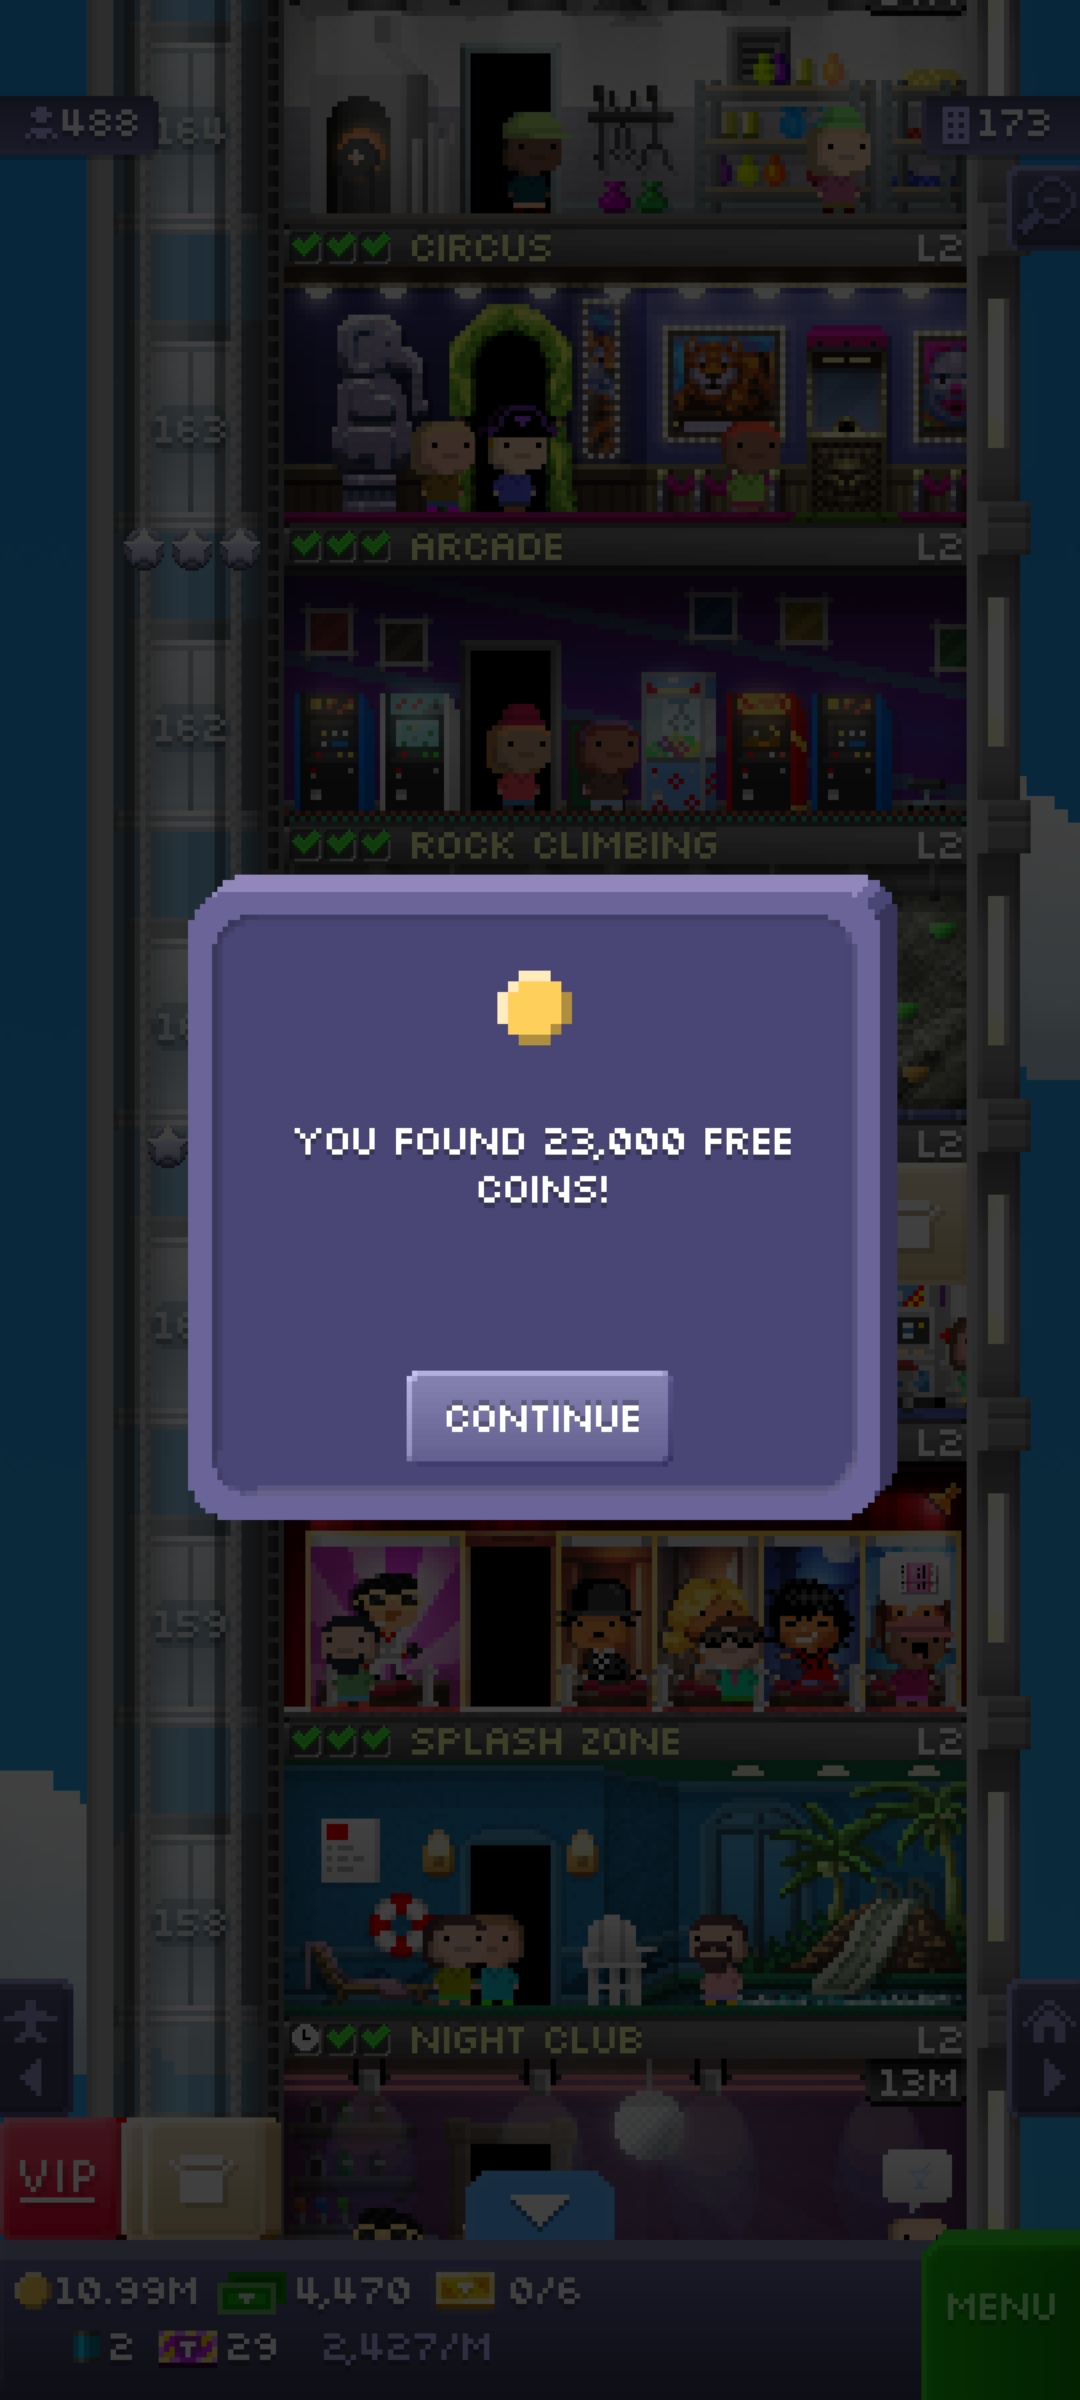 488
164
173
CIRCUS
L2
163
ARCADE
L2
162
ROCK CLIMBING
L2
YOU FOUND 23,000 FREE
COINS!
L2
CONTINUE
L2
159
SPLASH ZONE
L2
158
NIGHT CLUB
L2
13M
VIP
10.99M
4,470
0/6
MENU
2
29
2,427/M